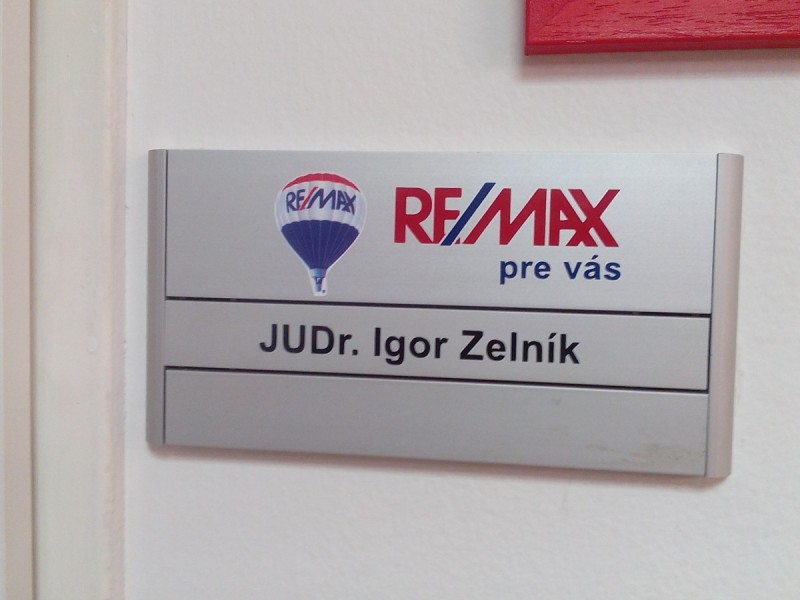 RE/MAX
RE/MAX
pre vás
JUDr. Igor Zelník